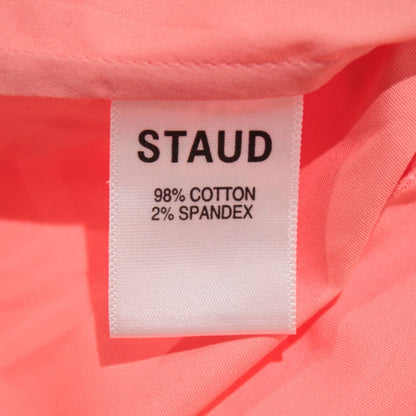 STAUD
98% COTTON
2% SPANDEX